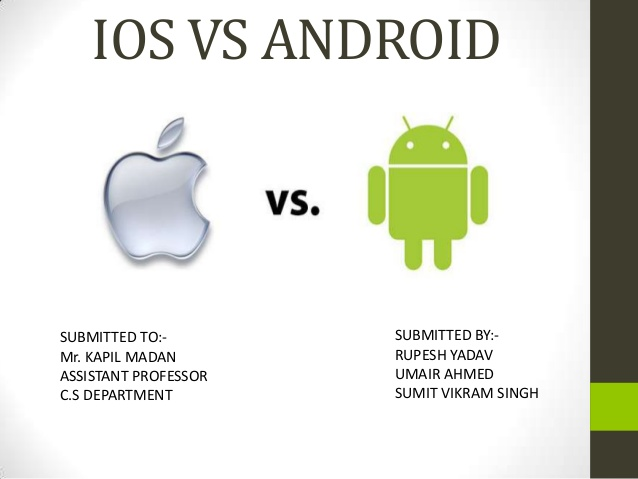 IOS VS ANDROID
vs.
SUBMITTED TO:-
Mr. KAPIL MADAN
ASSISTANT PROFESSOR
C.S DEPARTMENT
SUBMITTED BY:-
RUPESH YADAV
UMAIR AHMED
SUMIT VIKRAM SINGH